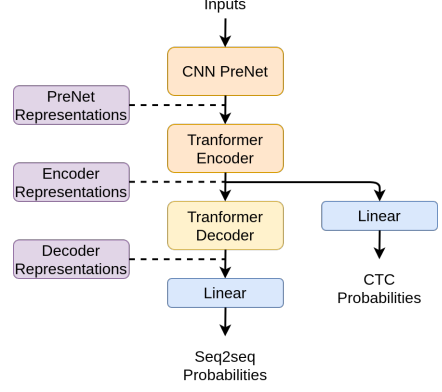 Inputs
CNN PreNet
PreNet
Representations
Tranformer
Encoder
Encoder
Representations
Tranformer
Decoder
Linear
Decoder
Representations
Linear
CTC
Probabilities
Seq2seq
Probabilities